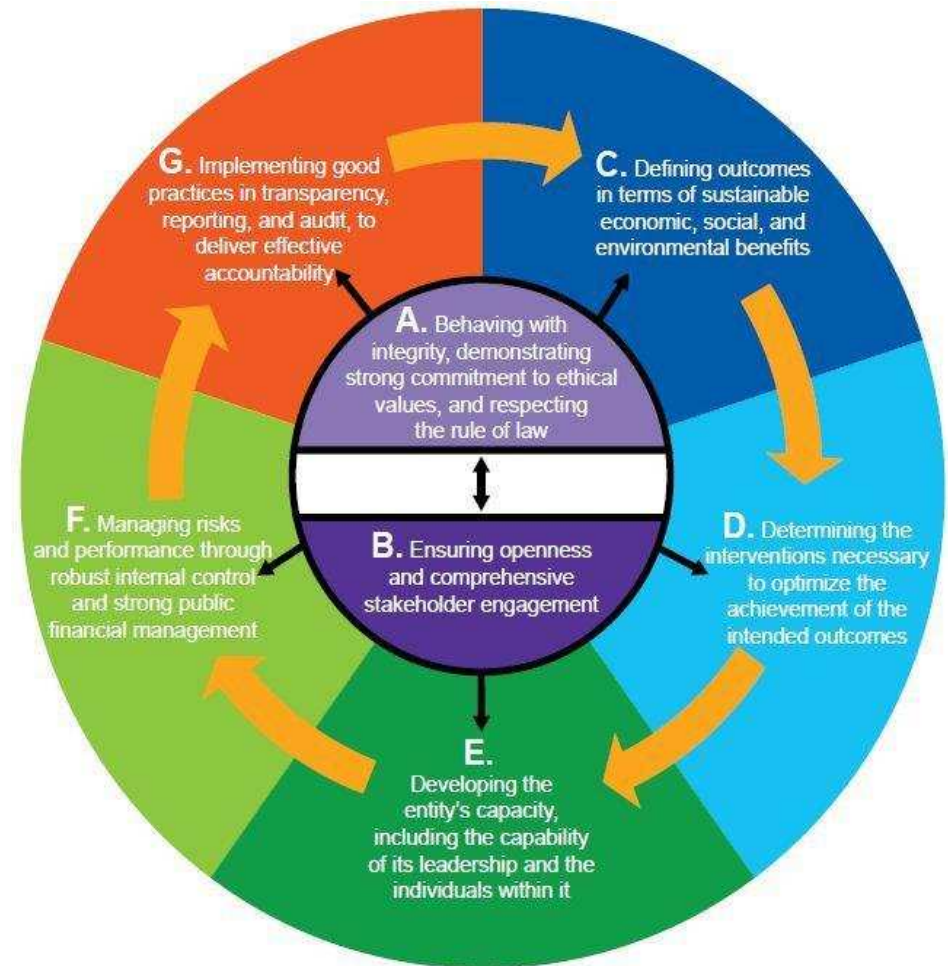 A. Behaving with
integrity, demonstrating
strong commitment to ethical
values, and respecting
the rule of law
B. Ensuring openness
and comprehensive
stakeholder engagement
C. Defining outcomes
in terms of sustainable
economic, social, and
environmental benefits
D. Determining the
interventions necessary
to optimize the
achievement of the
intended outcomes
E.
Developing the
entity's capacity,
including the capability
of its leadership and the
individuals within it
F. Managing risks
and performance through
robust internal control
and strong public
financial management
G. Implementing good
practices in transparency,
reporting, and audit, to
deliver effective
accountability